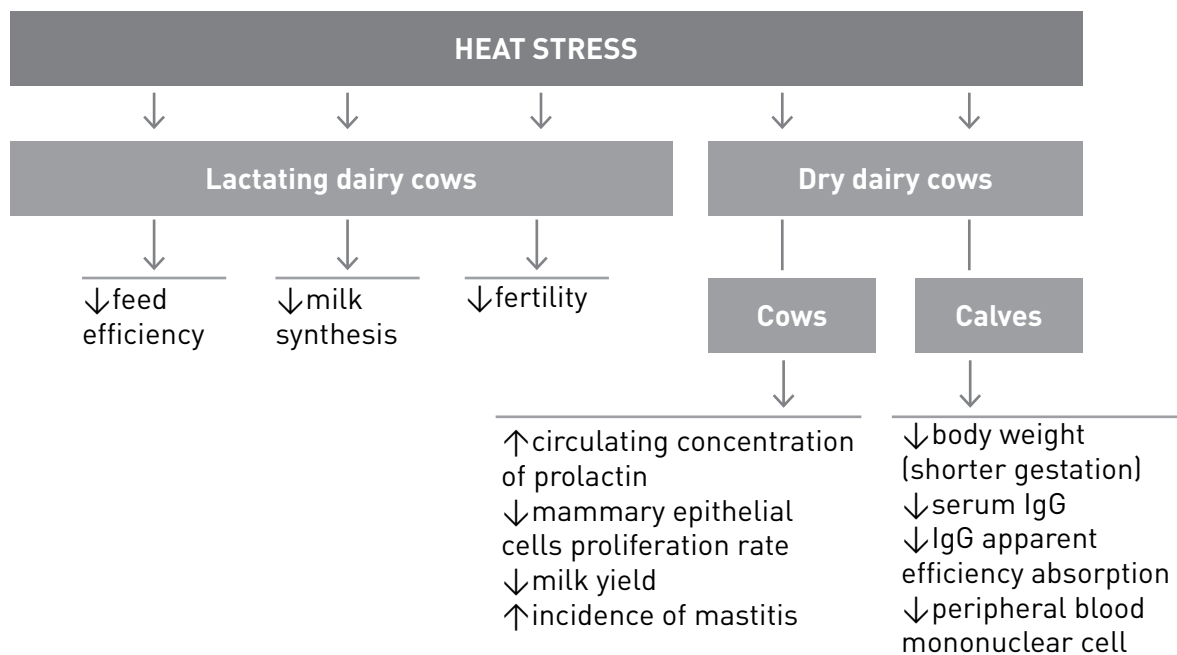 HEAT STRESS
Lactating dairy cows
Dry dairy cows
↓feed
efficiency
↓milk
synthesis
↓fertility
Cows
Calves
↑circulating concentration
of prolactin
↓mammary epithelial
cells proliferation rate
↓milk yield
↑incidence of mastitis
↓body weight
(shorter gestation)
↓serum IgG
↓IgG apparent
efficiency absorption
↓peripheral blood
mononuclear cell